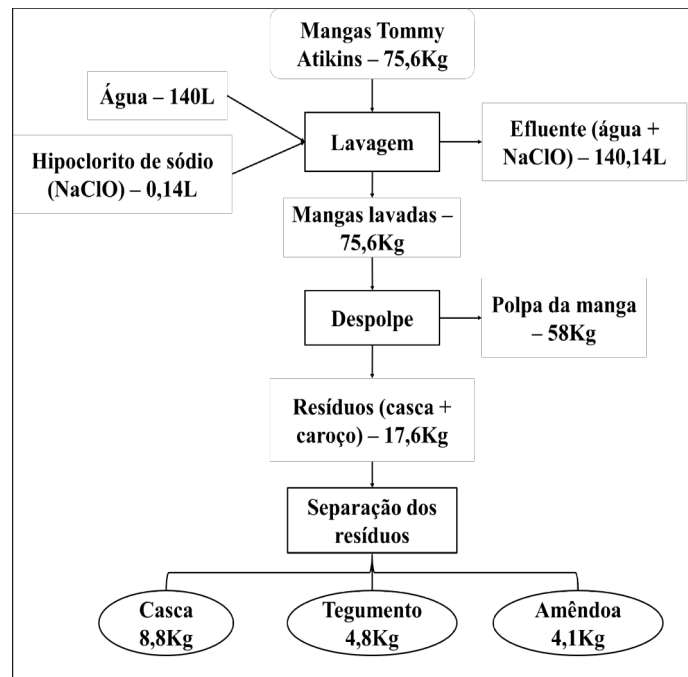 Mangas Tommy
Atikins – 75,6Kg
Água – 140L
Hipoclorito de sódio
(NaClO) – 0,14L
Lavagem
Efluente (água +
NaClO) – 140,14L
Mangas lavadas –
75,6Kg
Despolpe
Polpa da manga
– 58Kg
Resíduos (casca +
caroço) – 17,6Kg
Separação dos
resíduos
Casca
8,8Kg
Tegumento
4,8Kg
Amêndoa
4,1Kg